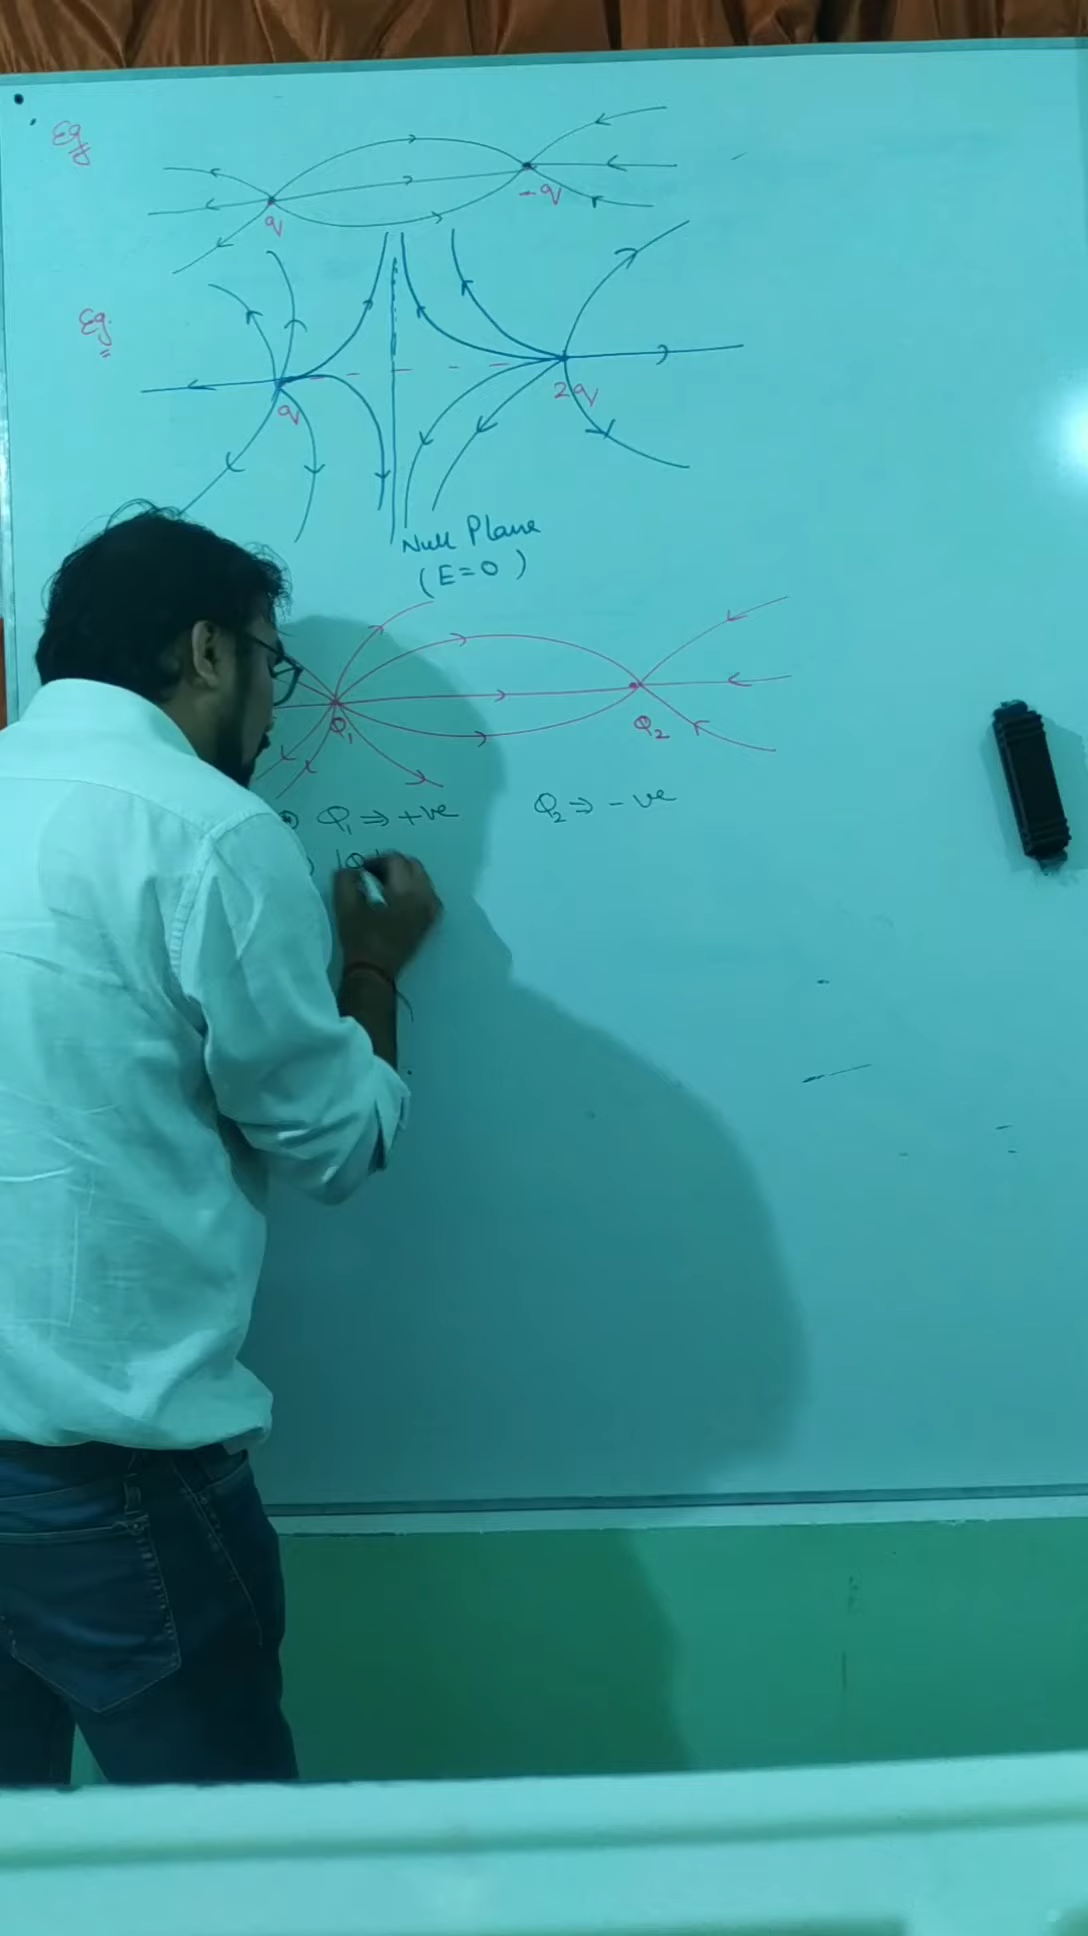 Eg
q
-q
Eg:
q
2q
Null Plane
(E=0)
Q₁
Q₂
Q₁ ⇒ +ve Q₂ ⇒ -ve
|Q|